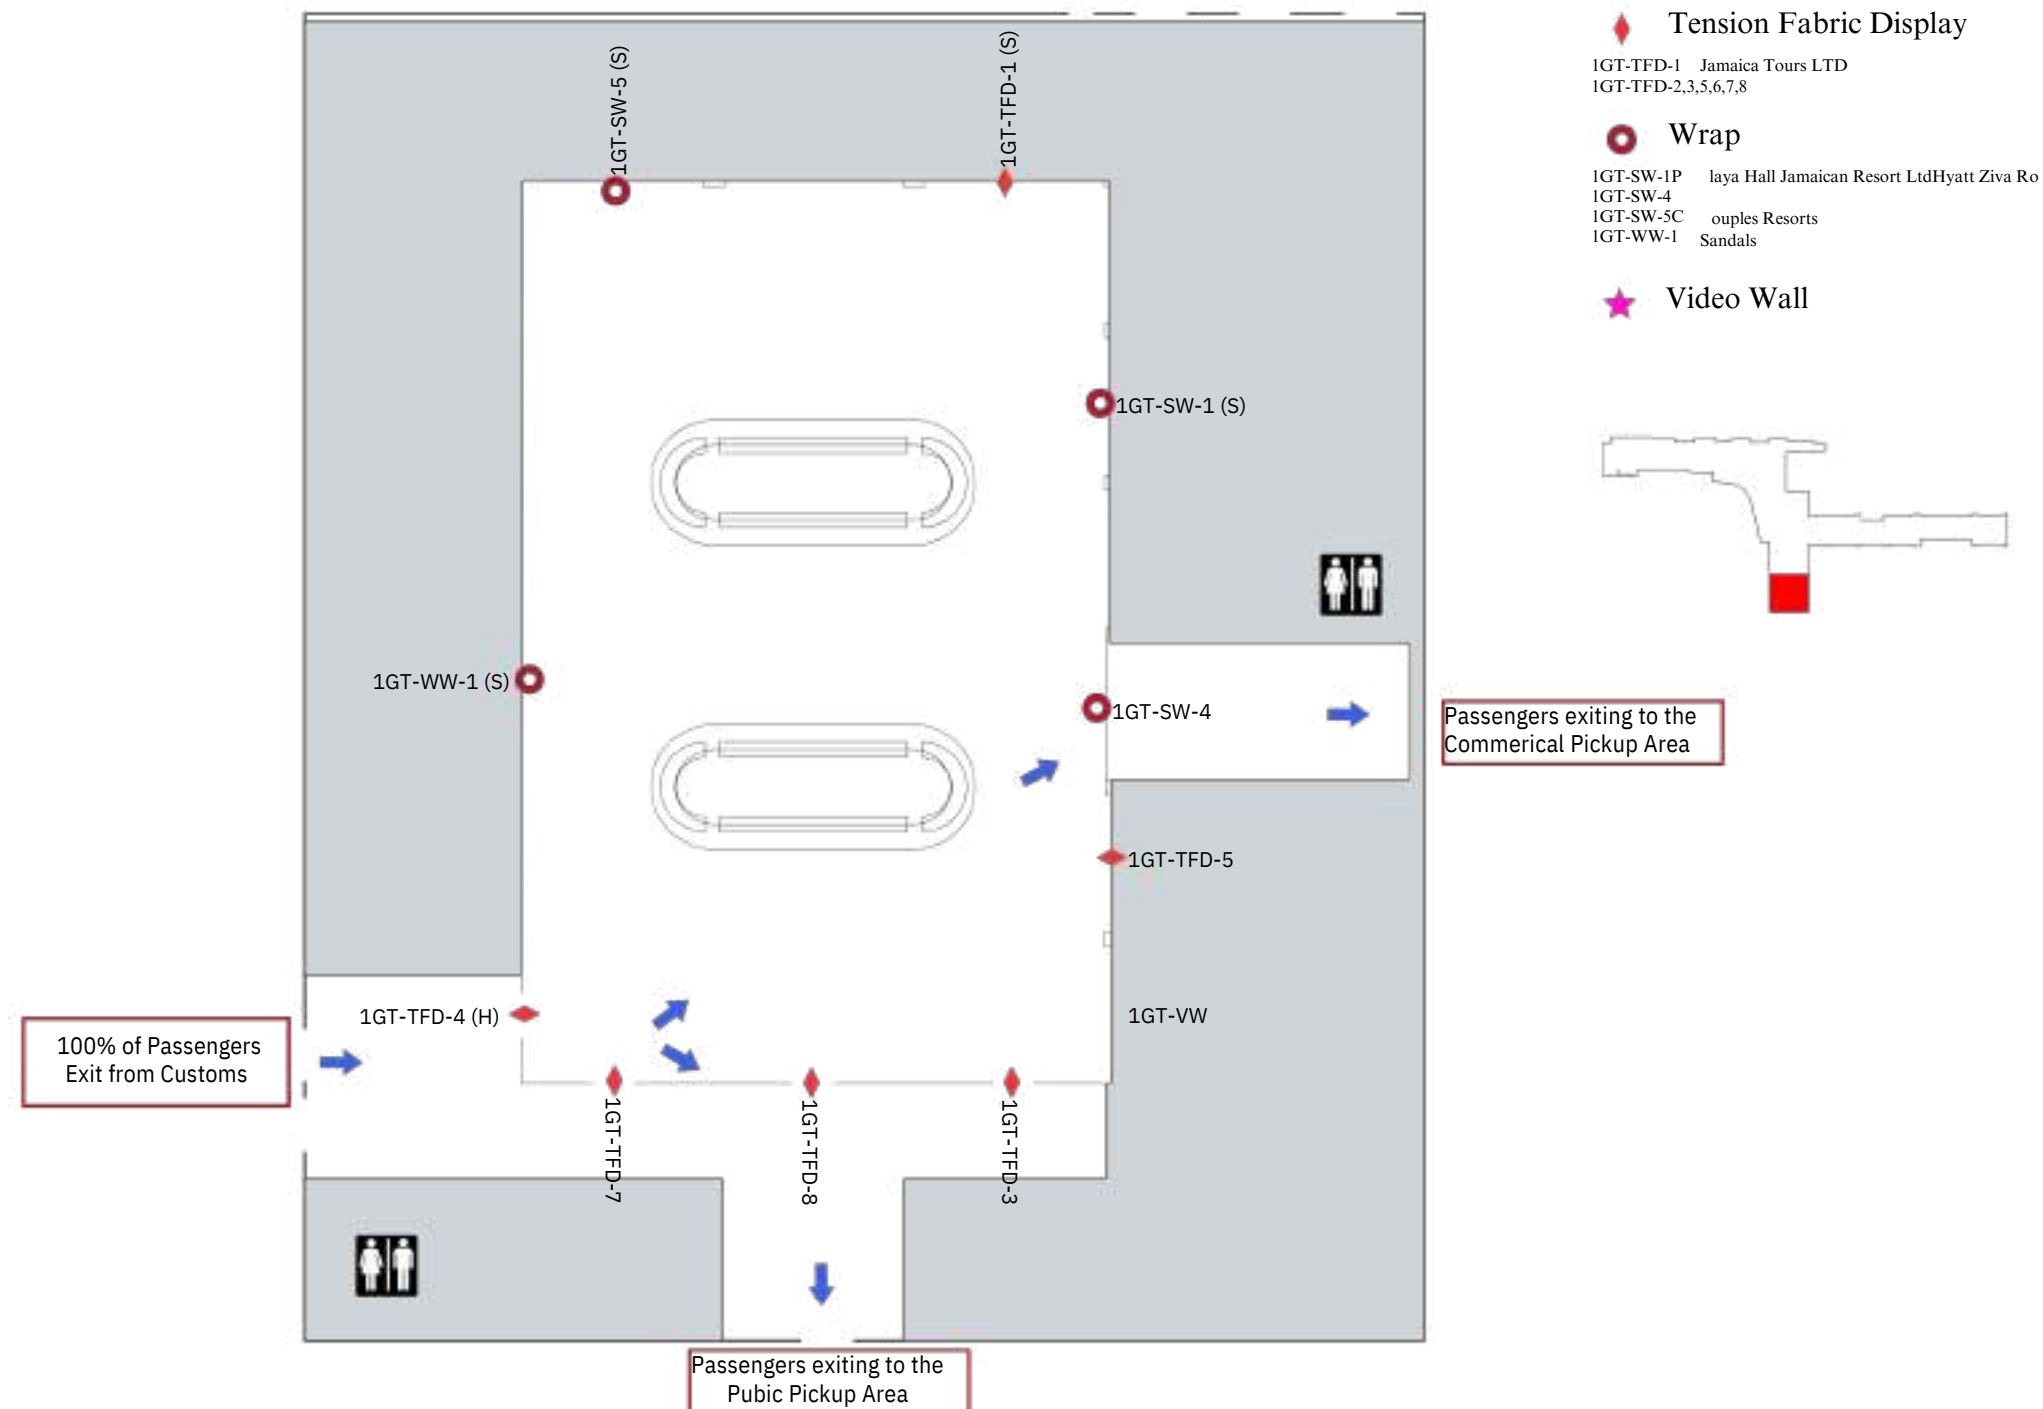 Tension Fabric Display
1GT-TFD-1 Jamaica Tours LTD
1GT-TFD-2,3,5,6,7,8
Wrap
1GT-SW-1P laya Hall Jamaican Resort LtdHyatt Ziva Ro
1GT-SW-4
1GT-SW-5C ouples Resorts
1GT-WW-1 Sandals
Video Wall
1GT-SW-5 (S)
1GT-TFD-1 (S)
1GT-SW-1 (S)
1GT-WW-1 (S)
1GT-SW-4
Passengers exiting to the
Commerical Pickup Area
1GT-TFD-5
1GT-TFD-4 (H)
1GT-VW
100% of Passengers
Exit from Customs
1GT-TFD-7
1GT-TFD-8
1GT-TFD-3
Passengers exiting to the
Pubic Pickup Area